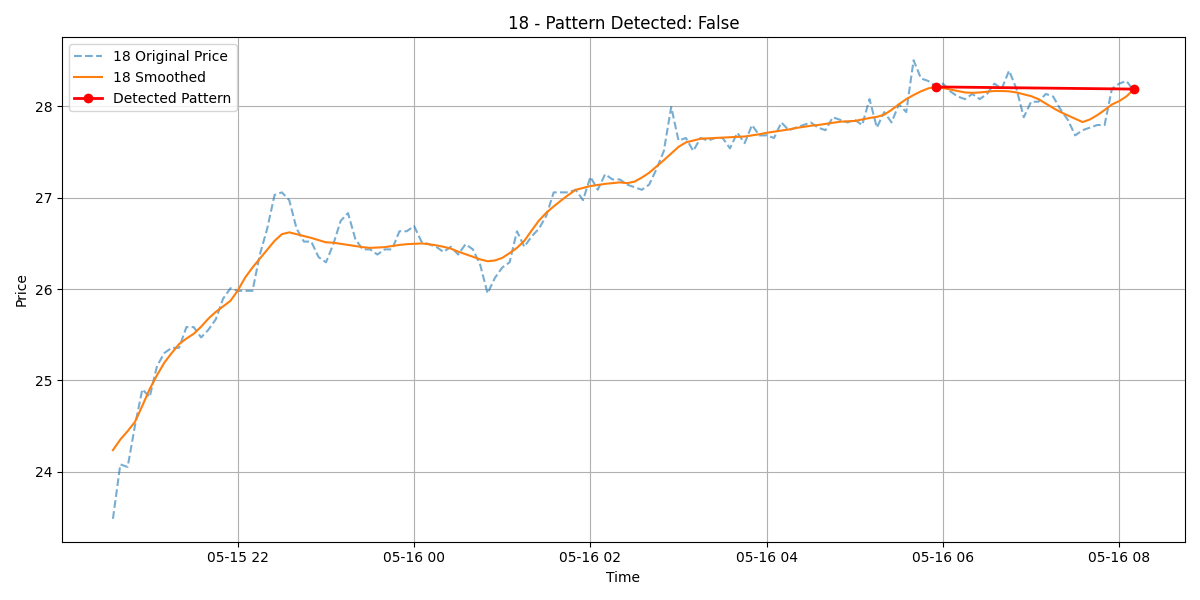 18 - Pattern Detected: False
18 Original Price
18 Smoothed
Detected Pattern
Price
28
27
26
25
24
05-15 22
05-16 00
05-16 02
05-16 04
05-16 06
05-16 08
Time